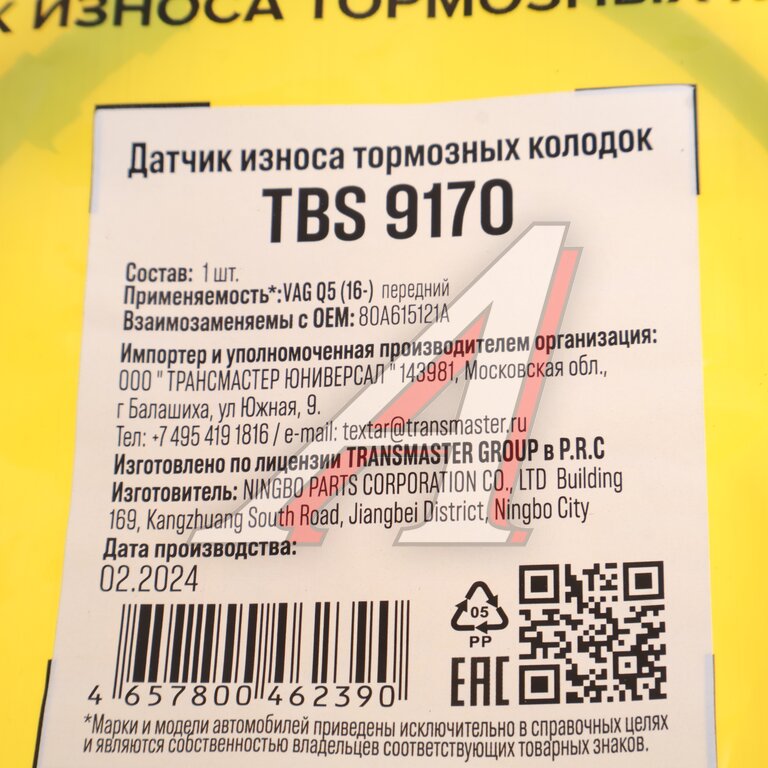 ИЗНОСА ТОРМОЗНЫХ
Датчик износа тормозных колодок
TBS 9170
Состав: 1 шт.
Применяемость*:VAG Q5 (16-) передний
Взаимозаменяемы с OEM: 80A615121A
Импортер и уполномоченная производителем организация:
ООО " ТРАНСМАСТЕР ЮНИВЕРСАЛ " 143981, Московская обл.,
г Балашиха, ул Южная, 9.
Тел: +7 495 419 1816 / e-mail: textar@transmaster.ru
Изготовлено по лицензии TRANSMASTER GROUP в P.R.C
Изготовитель: NINGBO PARTS CORPORATION CO., LTD Building
169, Kangzhuang South Road, Jiangbei District, Ningbo City
Дата производства:
02.2024
05
PP
EAC
4 657800 462390
*Марки и модели автомобилей приведены исключительно в справочных целях
и являются собственностью владельцев соответствующих товарных знаков.